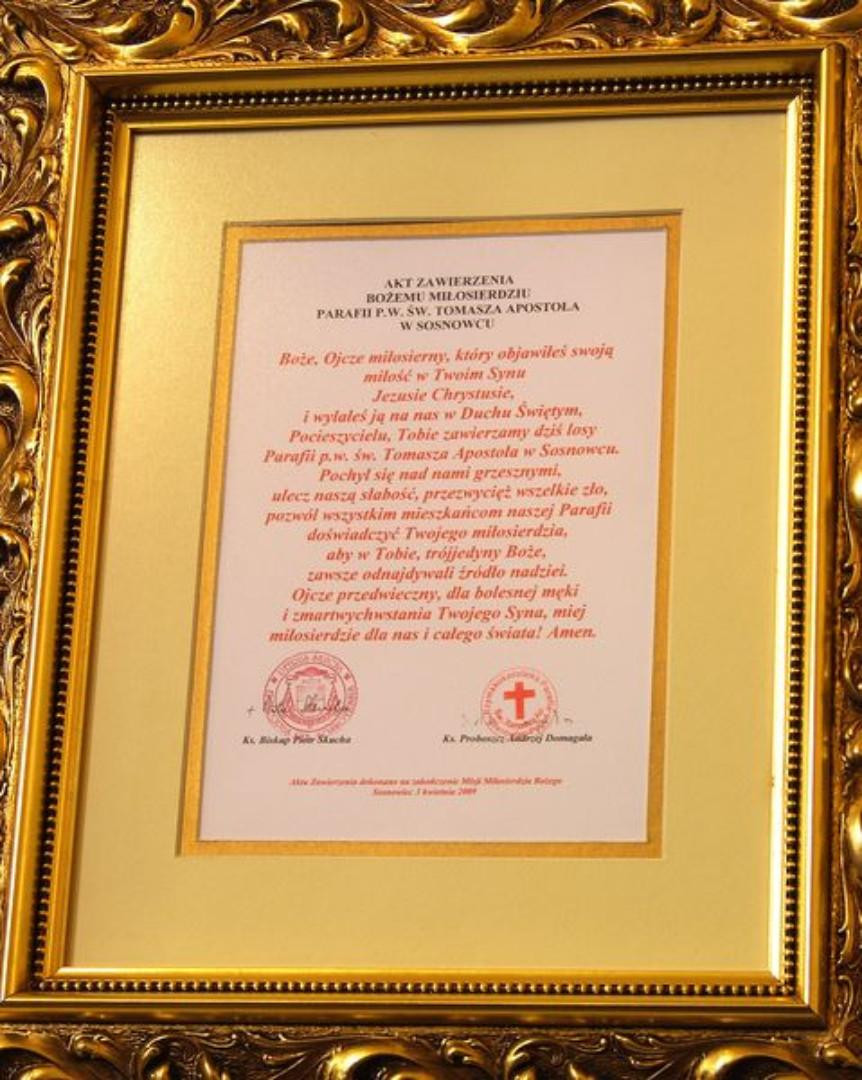 AKT ZAWIERZENIA
BOŻEMU MIŁOSIERDZIU
PARAFII P.W. ŚW. TOMASZA APOSTOŁA
W SOSNOWCU
Boże, Ojcze miłosierny, który objawiłeś swoją
miłość w Twoim Synu
Jezusie Chrystusie,
i wylałeś ją na nas w Duchu Świętym,
Pocieszycielu, Tobie zawierzamy dziś losy
Parafii p.w. św. Tomasza Apostoła w Sosnowcu.
Pochyl się nad nami grzesznymi,
ulecz naszą słabość, przezwycięż wszelkie zło,
pozwól wszystkim mieszkańcom naszej Parafii
doświadczyć Twojego miłosierdzia,
aby w Tobie, trójjedyny Boże,
zawsze odnajdywali źródło nadziei.
Ojcze przedwieczny, dla bolesnej męki
i zmartwychwstania Twojego Syna, miej
miłosierdzie dla nas i całego świata! Amen.
Ks. Biskup Piotr Skucha
Ks. Proboszcz Andrzej Domagała
Aktu Zawierzenia dokonano na zakończenie Misji Miłosierdzia Bożego
Sosnowiec 3 kwietnia 2009